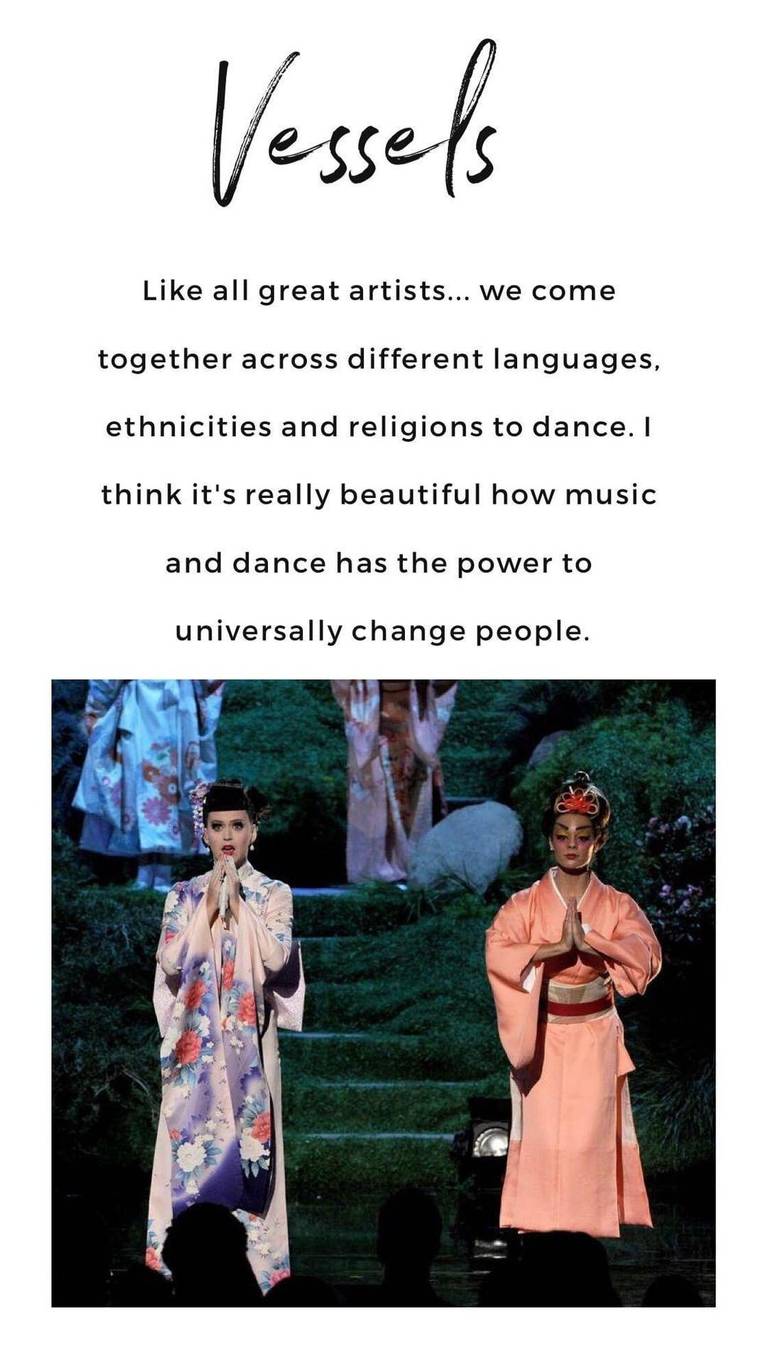 Vessels
Like all great artists... we come
together across different languages,
ethnicities and religions to dance. I
think it's really beautiful how music
and dance has the power to
universally change people.